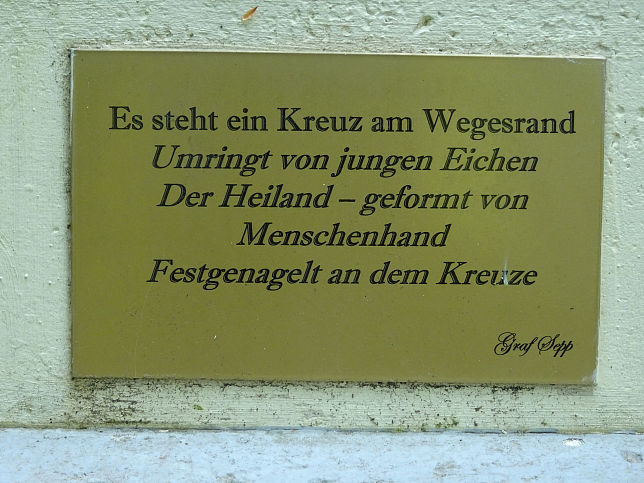 Es steht ein Kreuz am Wegesrand
Umringt von jungen Eichen
Der Heiland – geformt von
Menschenhand
Festgenagelt an dem Kreuze
Graf Sepp